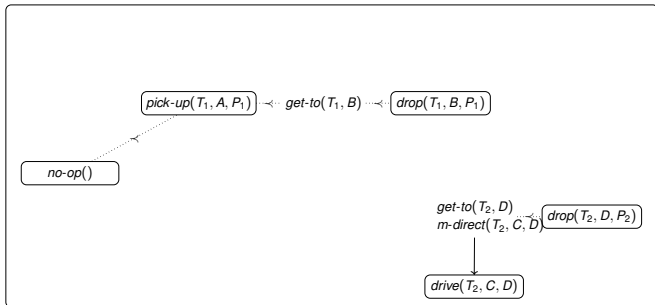 pick-up(T₁, A, P₁) ≺ get-to(T₁, B) ≺ drop(T₁, B, P₁)
≺
no-op()
get-to(T₂, D)
m-direct(T₂, C, D) ≺ drop(T₂, D, P₂)
drive(T₂, C, D)